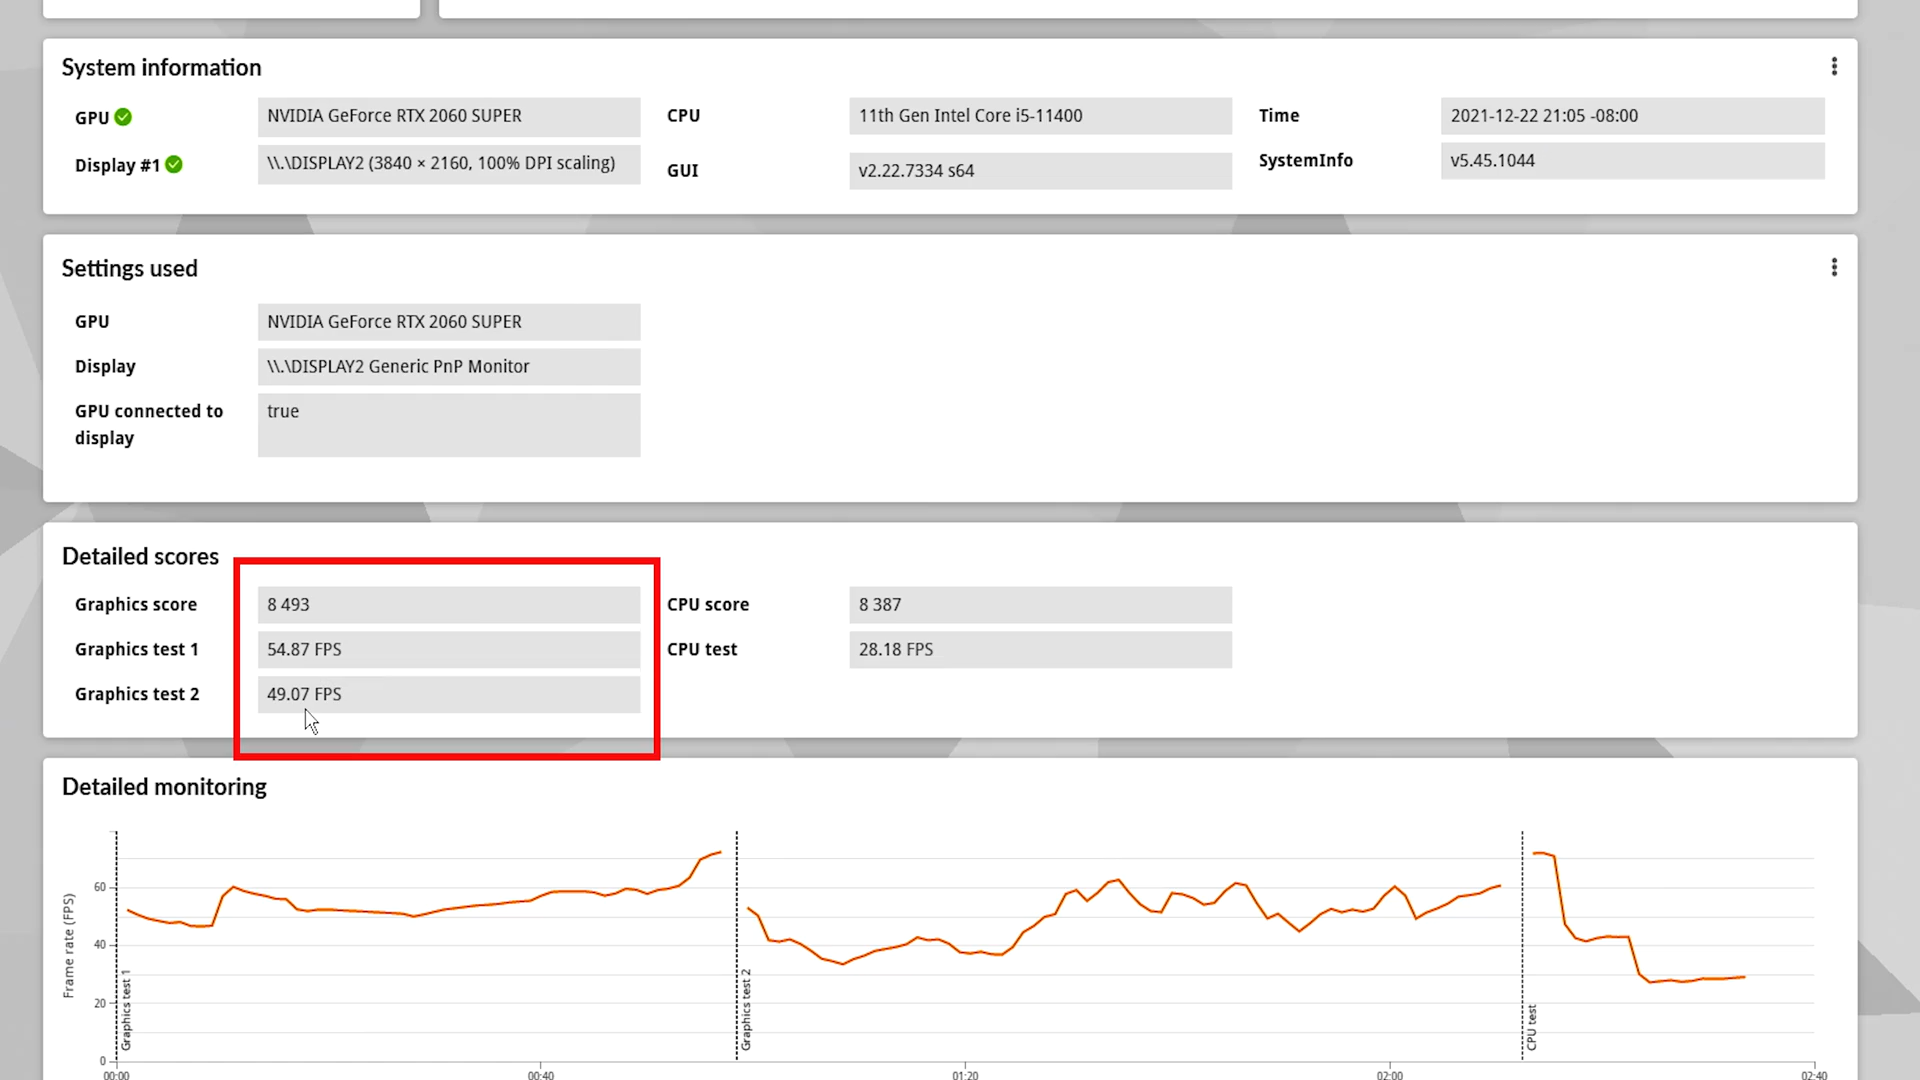 System information
GPU
NVIDIA GeForce RTX 2060 SUPER
CPU
11th Gen Intel Core i5-11400
Time
2021-12-22 21:05 -08:00
Display #1
\\.\DISPLAY2 (3840 × 2160, 100% DPI scaling)
GUI
v2.22.7334 s64
SystemInfo
v5.45.1044
Settings used
GPU
NVIDIA GeForce RTX 2060 SUPER
Display
\\.\DISPLAY2 Generic PnP Monitor
GPU connected to
display
true
Detailed scores
Graphics score
8 493
CPU score
8 387
Graphics test 1
54.87 FPS
CPU test
28.18 FPS
Graphics test 2
49.07 FPS
Detailed monitoring
Frame rate (FPS)
60
40
20
0
Graphics test 1
Graphics test 2
CPU test
00:00
00:40
01:20
02:00
02:40